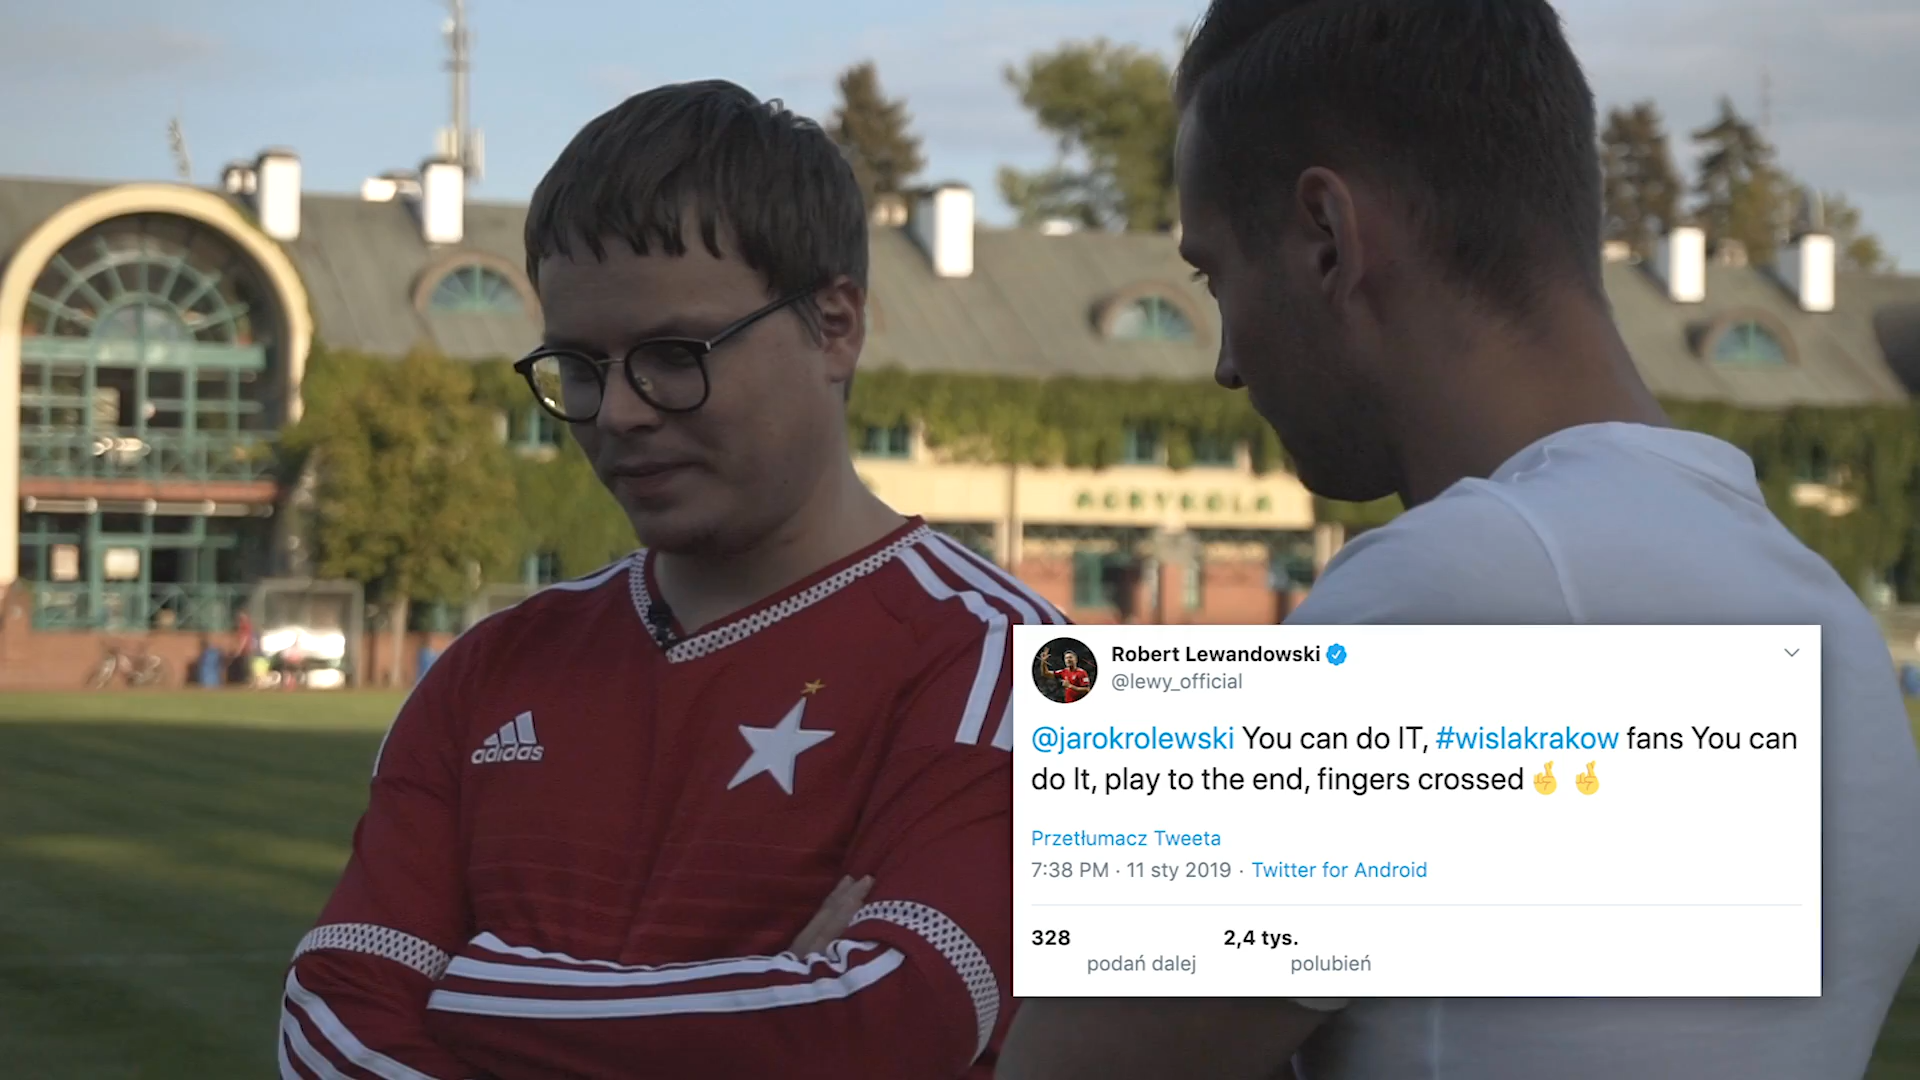 AGRYKOLA
adidas
Robert Lewandowski
@lewy_official
@jarokrolewski You can do IT, #wislakrakow fans You can
do It, play to the end, fingers crossed🤞 🤞
Przetłumacz Tweeta
7:38 PM · 11 sty 2019 · Twitter for Android
328 2,4 tys.
podań dalej polubień